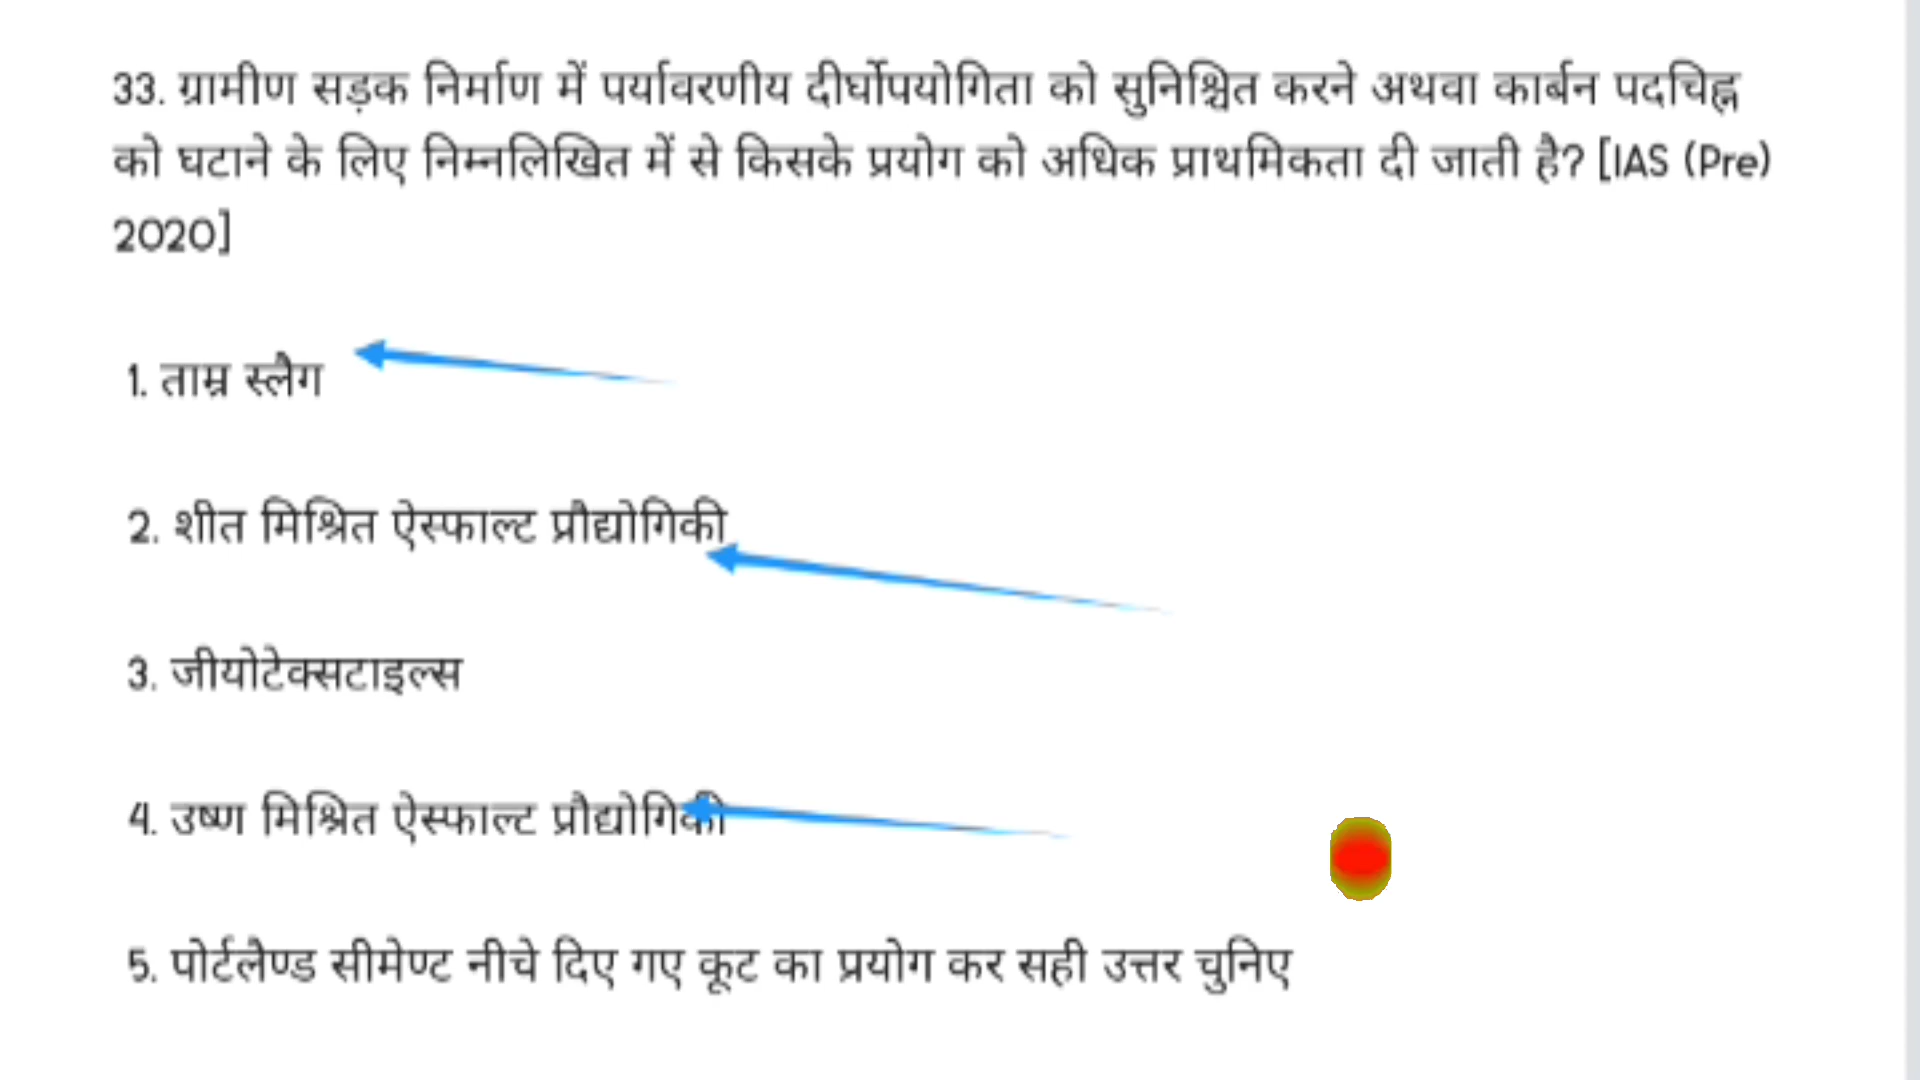 33. ग्रामीण सड़क निर्माण में पर्यावरणीय दीर्घोपयोगिता को सुनिश्चित करने अथवा कार्बन पदचिह्न
को घटाने के लिए निम्नलिखित में से किसके प्रयोग को अधिक प्राथमिकता दी जाती है? [IAS (Pre)
2020]
1. ताम्र स्लैग
2. शीत मिश्रित ऐस्फाल्ट प्रौद्योगिकी
3. जीयोटेक्सटाइल्स
4. उष्ण मिश्रित ऐस्फाल्ट प्रौद्योगिकी
5. पोर्टलैण्ड सीमेण्ट नीचे दिए गए कूट का प्रयोग कर सही उत्तर चुनिए